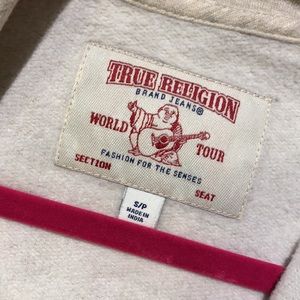 TRUE RELIGION
BRAND JEANS®
WORLD TOUR
FASHION FOR THE SENSES
SECTION SEAT
S/P
MADE IN
INDIA